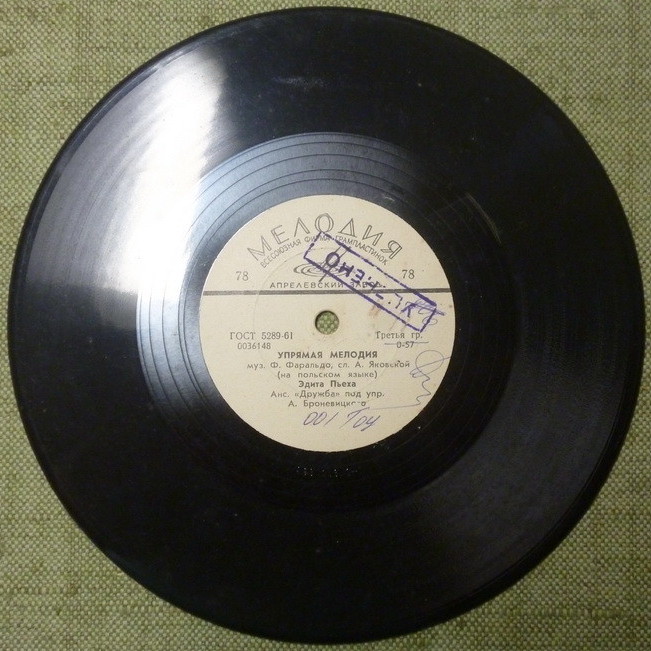 МЕЛОДИЯ
ВСЕСОЮЗНАЯ ФИРМА ГРАМПЛАСТИНОК
78 78
АПРЕЛЕВСКИЙ ЗАВОД
ГОСТ 5289-61 Третья гр.
0036148 0-57
УПРЯМАЯ МЕЛОДИЯ
муз. Ф. Фаральдо, сл. А. Яковской
(на польском языке)
Эдита Пьеха
Анс. «Дружба» под упр.
А. Броневицкого
001